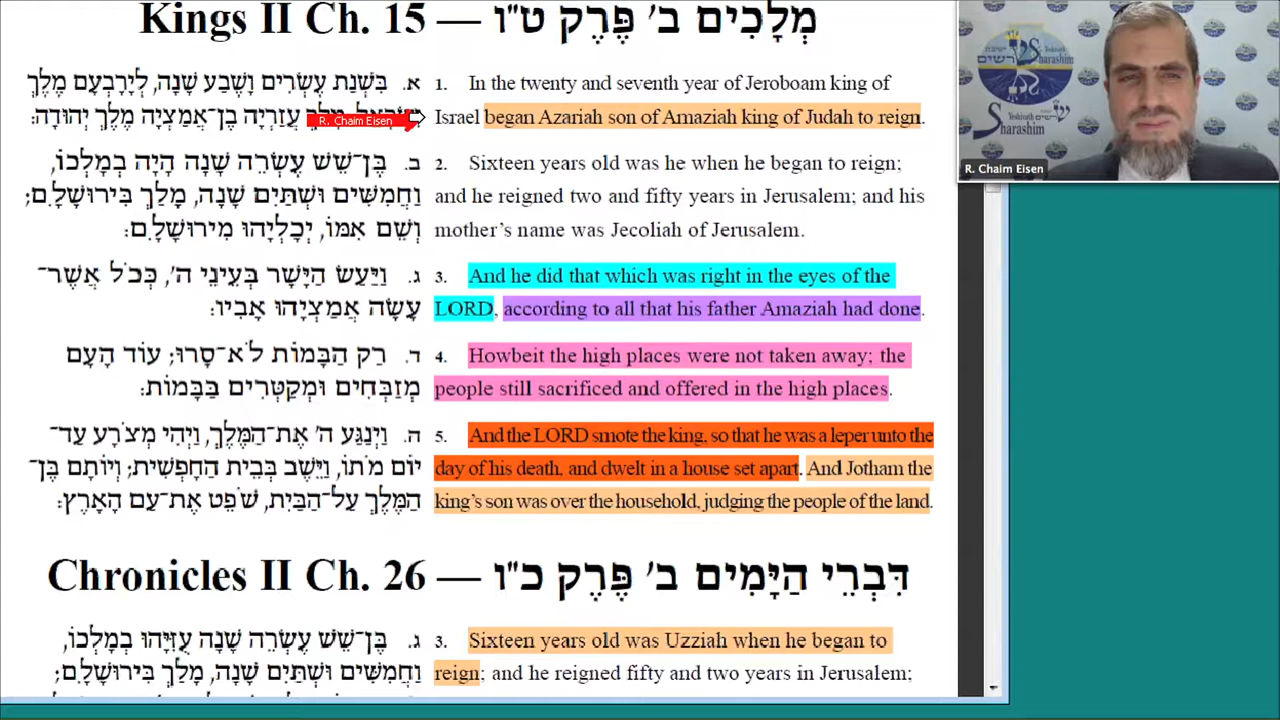 Kings II Ch. 15 — מְלָכִים ב׳ פֶּרֶק ט״ו
א. בִּשְׁנַת עֶשְׂרִים וָשֶׁבַע שָׁנָה, לְיָרָבְעָם מֶלֶךְ
עֲזַרְיָה בֶן־אֲמַצְיָה מֶלֶךְ יְהוּדָה:
R. Chaim Eisen
1. In the twenty and seventh year of Jeroboam king of
Israel began Azariah son of Amaziah king of Judah to reign.
ב. בֶּן־שֵׁשׁ עֶשְׂרֵה שָׁנָה הָיָה בְמָלְכוֹ,
וַחֲמִשִּׁים וּשְׁתַּיִם שָׁנָה, מָלַךְ בִּירוּשָׁלָ‍ִם;
וְשֵׁם אִמּוֹ, יְכָלְיָהוּ מִירוּשָׁלָ‍ִם:
2. Sixteen years old was he when he began to reign;
and he reigned two and fifty years in Jerusalem; and his
mother’s name was Jecoliah of Jerusalem.
ג. וַיַּעַשׂ הַיָּשָׁר בְּעֵינֵי ה׳, כְּכֹל אֲשֶׁר־
עָשָׂה אֲמַצְיָהוּ אָבִיו:
3. And he did that which was right in the eyes of the
LORD, according to all that his father Amaziah had done.
ד. רַק הַבָּמוֹת לֹא־סָרוּ; עוֹד הָעָם
מְזַבְּחִים וּמְקַטְּרִים בַּבָּמוֹת:
4. Howbeit the high places were not taken away; the
people still sacrificed and offered in the high places.
ה. וַיְנַגַּע ה׳ אֶת־הַמֶּלֶךְ, וַיְהִי מְצֹרָע עַד־
יוֹם מֹתוֹ, וַיֵּשֶׁב בְּבֵית הַחָפְשִׁית; וְיוֹתָם בֶּן־
הַמֶּלֶךְ עַל־הַבַּיִת, שֹׁפֵט אֶת־עַם הָאָרֶץ:
5. And the LORD smote the king, so that he was a leper unto the
day of his death, and dwelt in a house set apart. And Jotham the
king’s son was over the household, judging the people of the land.
Chronicles II Ch. 26 — דִּבְרֵי הַיָּמִים ב׳ פֶּרֶק כ״ו
ג. בֶּן־שֵׁשׁ עֶשְׂרֵה שָׁנָה עֻזִּיָּהוּ בְמָלְכוֹ,
וַחֲמִשִּׁים וּשְׁתַּיִם שָׁנָה, מָלַךְ בִּירוּשָׁלָ‍ִם;
3. Sixteen years old was Uzziah when he began to
reign; and he reigned fifty and two years in Jerusalem;
Yeshivath
Sharashim
R. Chaim Eisen